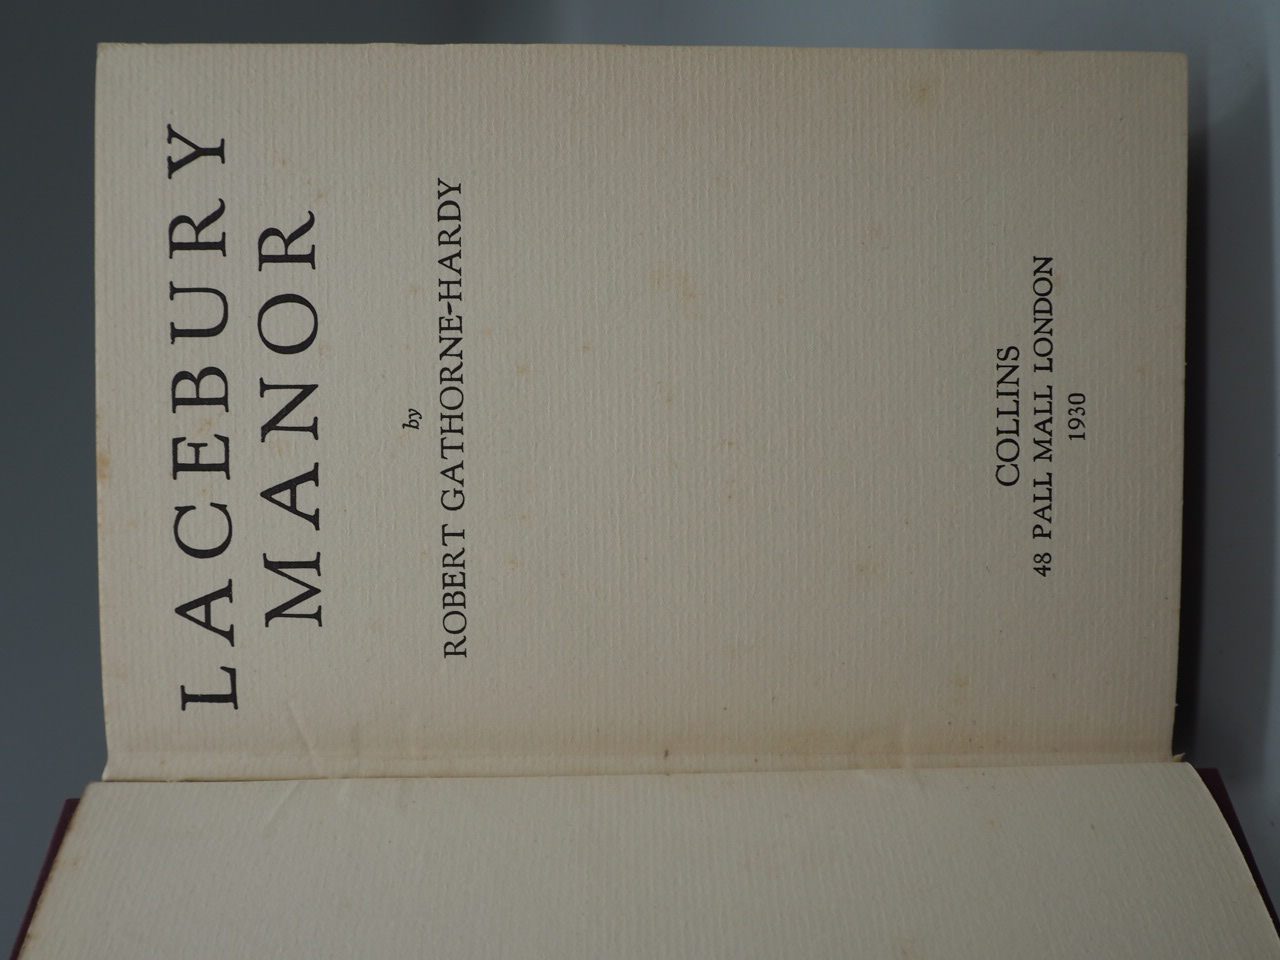 LACEBURY
MANOR
by
ROBERT GATHORNE-HARDY
COLLINS
48 PALL MALL LONDON
1930